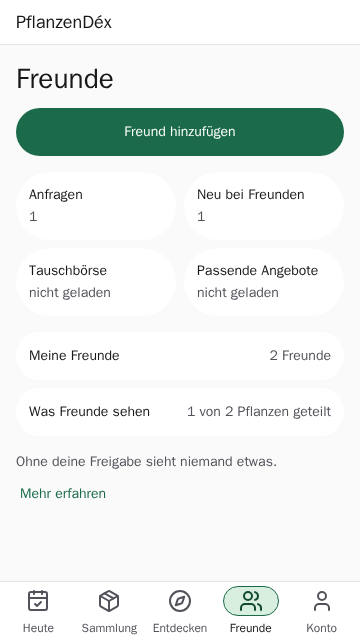 PflanzenDéx
Freunde
Freund hinzufügen
Anfragen
1
Neu bei Freunden
1
Tauschbörse
nicht geladen
Passende Angebote
nicht geladen
Meine Freunde 2 Freunde
Was Freunde sehen 1 von 2 Pflanzen geteilt
Ohne deine Freigabe sieht niemand etwas.
Mehr erfahren
Heute Sammlung Entdecken Freunde Konto